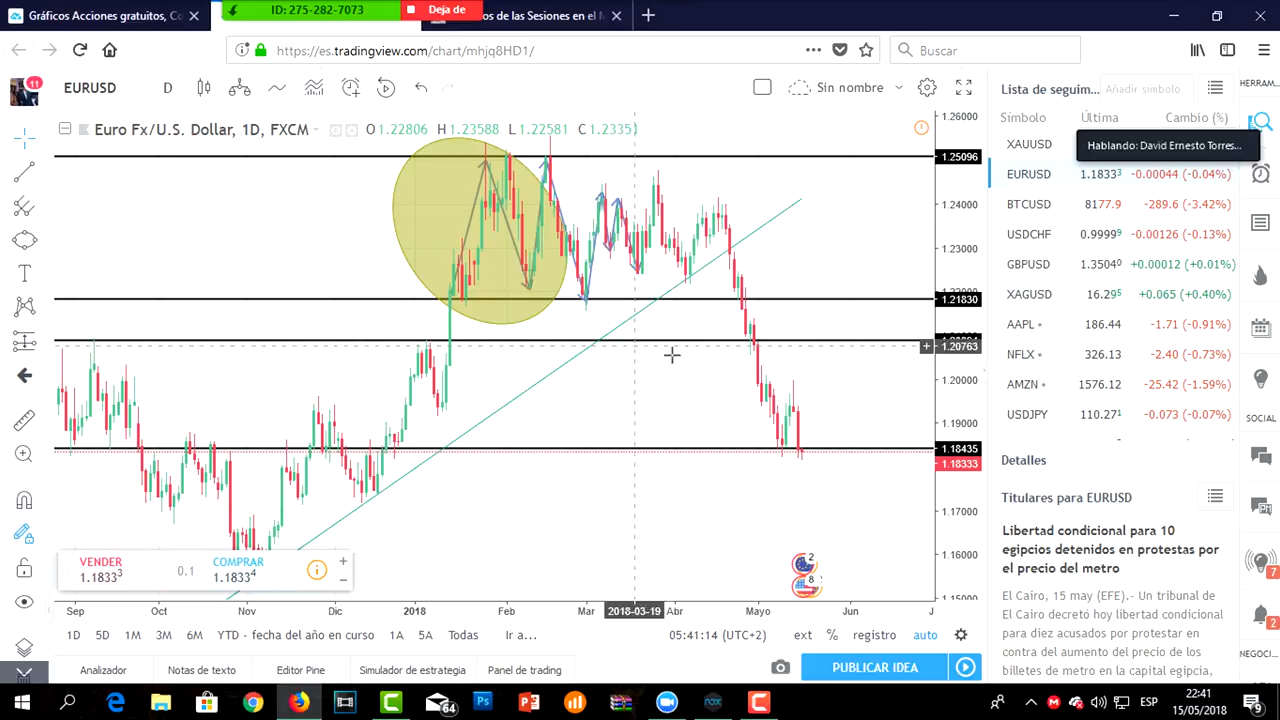 Gráficos Acciones gratuitos, Co
ID: 275-282-7073
Deja de
os de las Sesiones en el M
https://es.tradingview.com/chart/mhjq8HD1/
Buscar
11
EURUSD
D
Sin nombre
Lista de seguim...
Añadir símbolo
HERRAM
Euro Fx/U.S. Dollar, 1D, FXCM
O 1.22806 H 1.23588 L 1.22581 C 1.2335
Símbolo Última Cambio (%)
Hablando: David Ernesto Torres...
XAUUSD
EURUSD 1.1833³ -0.00044 (-0.04%)
BTCUSD 8177.9 -289.6 (-3.42%)
USDCHF 0.9999⁹ -0.00126 (-0.13%)
GBPUSD 1.3504⁰ +0.00012 (+0.01%)
XAGUSD 16.29⁵ +0.065 (+0.40%)
AAPL 186.44 -1.71 (-0.91%)
NFLX 326.13 -2.40 (-0.73%)
AMZN 1576.12 -25.42 (-1.59%)
USDJPY 110.27¹ -0.073 (-0.07%)
1.26000
1.25096
1.24000
1.23000
1.21830
1.20763
1.20000
1.19000
1.18435
1.18333
1.17000
1.16000
1.15000
SOCIAL
Detalles
Titulares para EURUSD
Libertad condicional para 10
egipcios detenidos en protestas por
el precio del metro
El Cairo, 15 may (EFE).- Un tribunal de
El Cairo decretó hoy libertad condicional
para diez acusados por protestar en
contra del aumento del precio de los
billetes de metro en la capital egipcia,
7
2
NEGOCI
VENDER
1.1833³
0.1
COMPRAR
1.1833⁴
2
8
Sep Oct Nov Dic 2018 Feb Mar 2018-03-19 Abr Mayo Jun J
1D 5D 1M 3M 6M YTD - fecha del año en curso 1A 5A Todas Ir a...
05:41:14 (UTC+2) ext % registro auto
Analizador Notas de texto Editor Pine Simulador de estrategia Panel de trading
PUBLICAR IDEA
64
ESP
22:41
15/05/2018
9